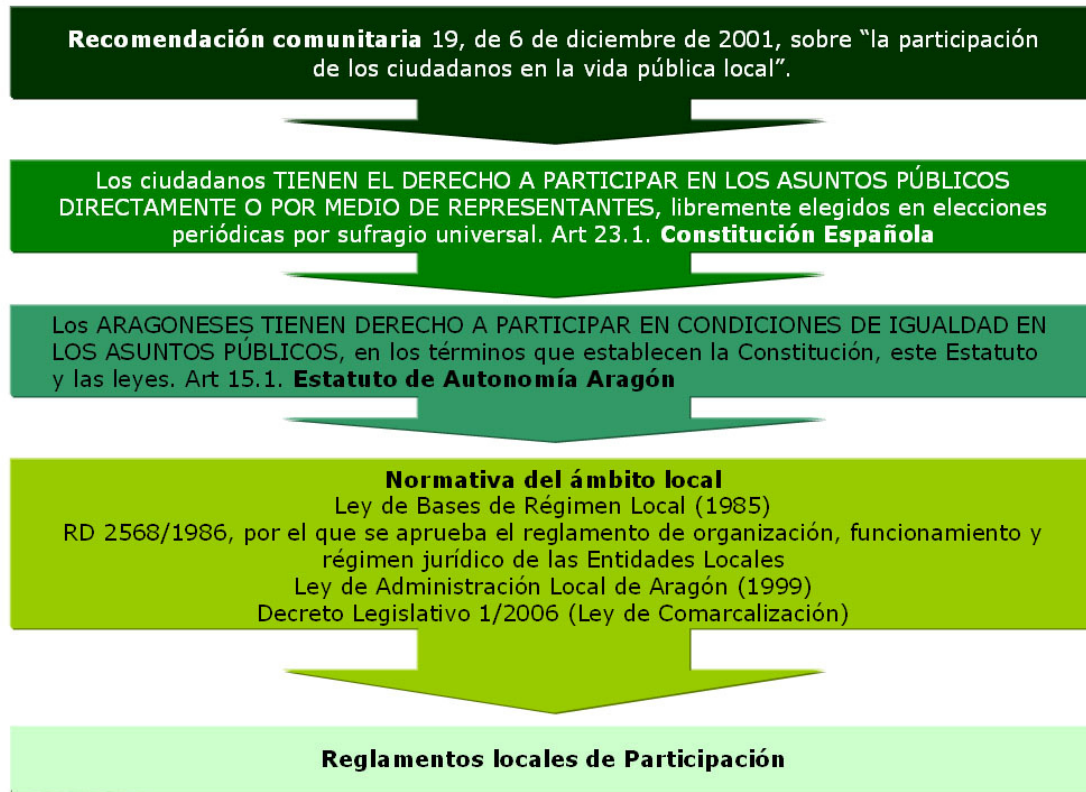 Recomendación comunitaria 19, de 6 de diciembre de 2001, sobre “la participación
de los ciudadanos en la vida pública local”.
Los ciudadanos TIENEN EL DERECHO A PARTICIPAR EN LOS ASUNTOS PÚBLICOS
DIRECTAMENTE O POR MEDIO DE REPRESENTANTES, libremente elegidos en elecciones
periódicas por sufragio universal. Art 23.1. Constitución Española
Los ARAGONESES TIENEN DERECHO A PARTICIPAR EN CONDICIONES DE IGUALDAD EN
LOS ASUNTOS PÚBLICOS, en los términos que establecen la Constitución, este Estatuto
y las leyes. Art 15.1. Estatuto de Autonomía Aragón
Normativa del ámbito local
Ley de Bases de Régimen Local (1985)
RD 2568/1986, por el que se aprueba el reglamento de organización, funcionamiento y
régimen jurídico de las Entidades Locales
Ley de Administración Local de Aragón (1999)
Decreto Legislativo 1/2006 (Ley de Comarcalización)
Reglamentos locales de Participación